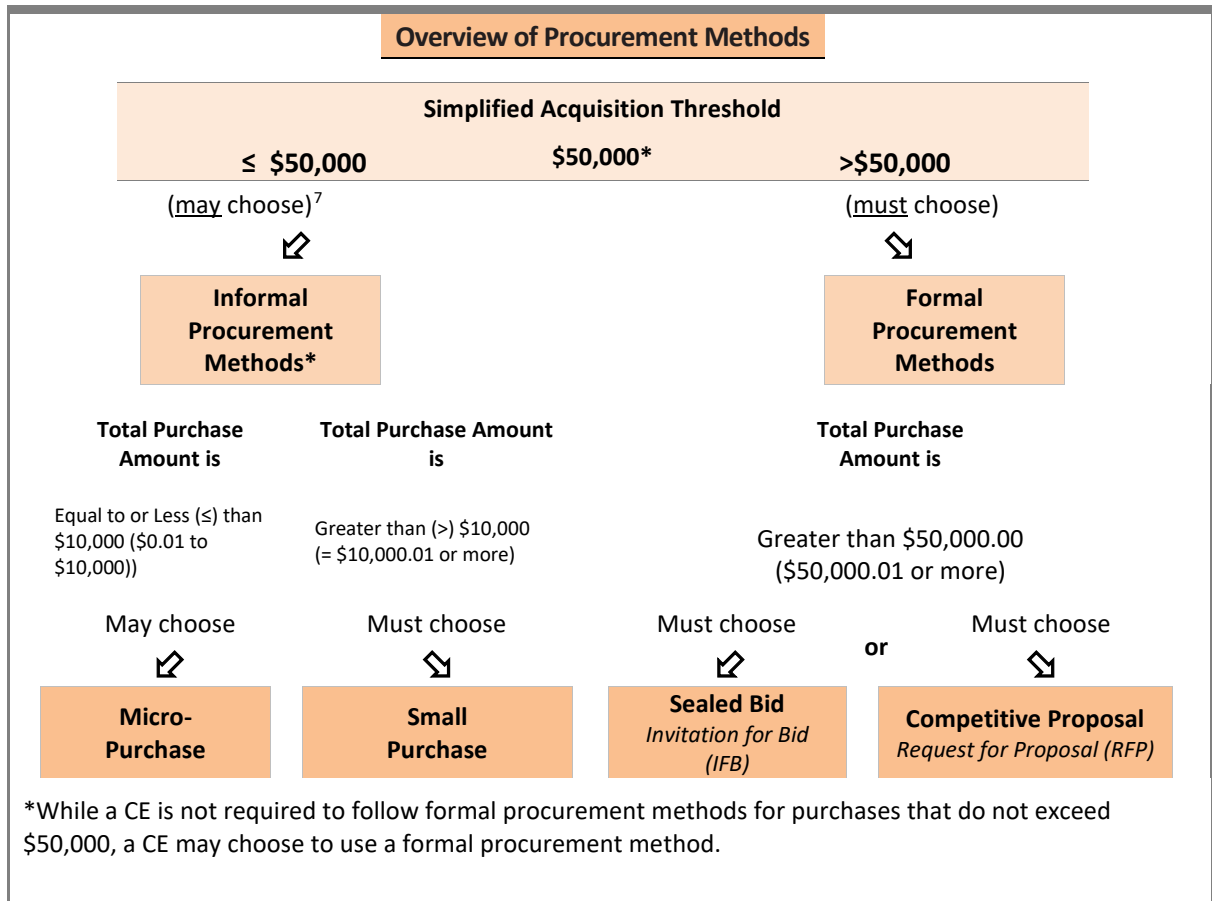 Overview of Procurement Methods
Simplified Acquisition Threshold
≤ $50,000
$50,000*
>$50,000
(may choose)7
(must choose)
Informal
Procurement
Methods*
Formal
Procurement
Methods
Total Purchase
Amount is
Total Purchase Amount
is
Total Purchase
Amount is
Equal to or Less (≤) than
$10,000 ($0.01 to
$10,000))
Greater than (>) $10,000
(= $10,000.01 or more)
Greater than $50,000.00
($50,000.01 or more)
May choose
Must choose
Must choose
or
Must choose
Micro-
Purchase
Small
Purchase
Sealed Bid
Invitation for Bid
(IFB)
Competitive Proposal
Request for Proposal (RFP)
*While a CE is not required to follow formal procurement methods for purchases that do not exceed
$50,000, a CE may choose to use a formal procurement method.